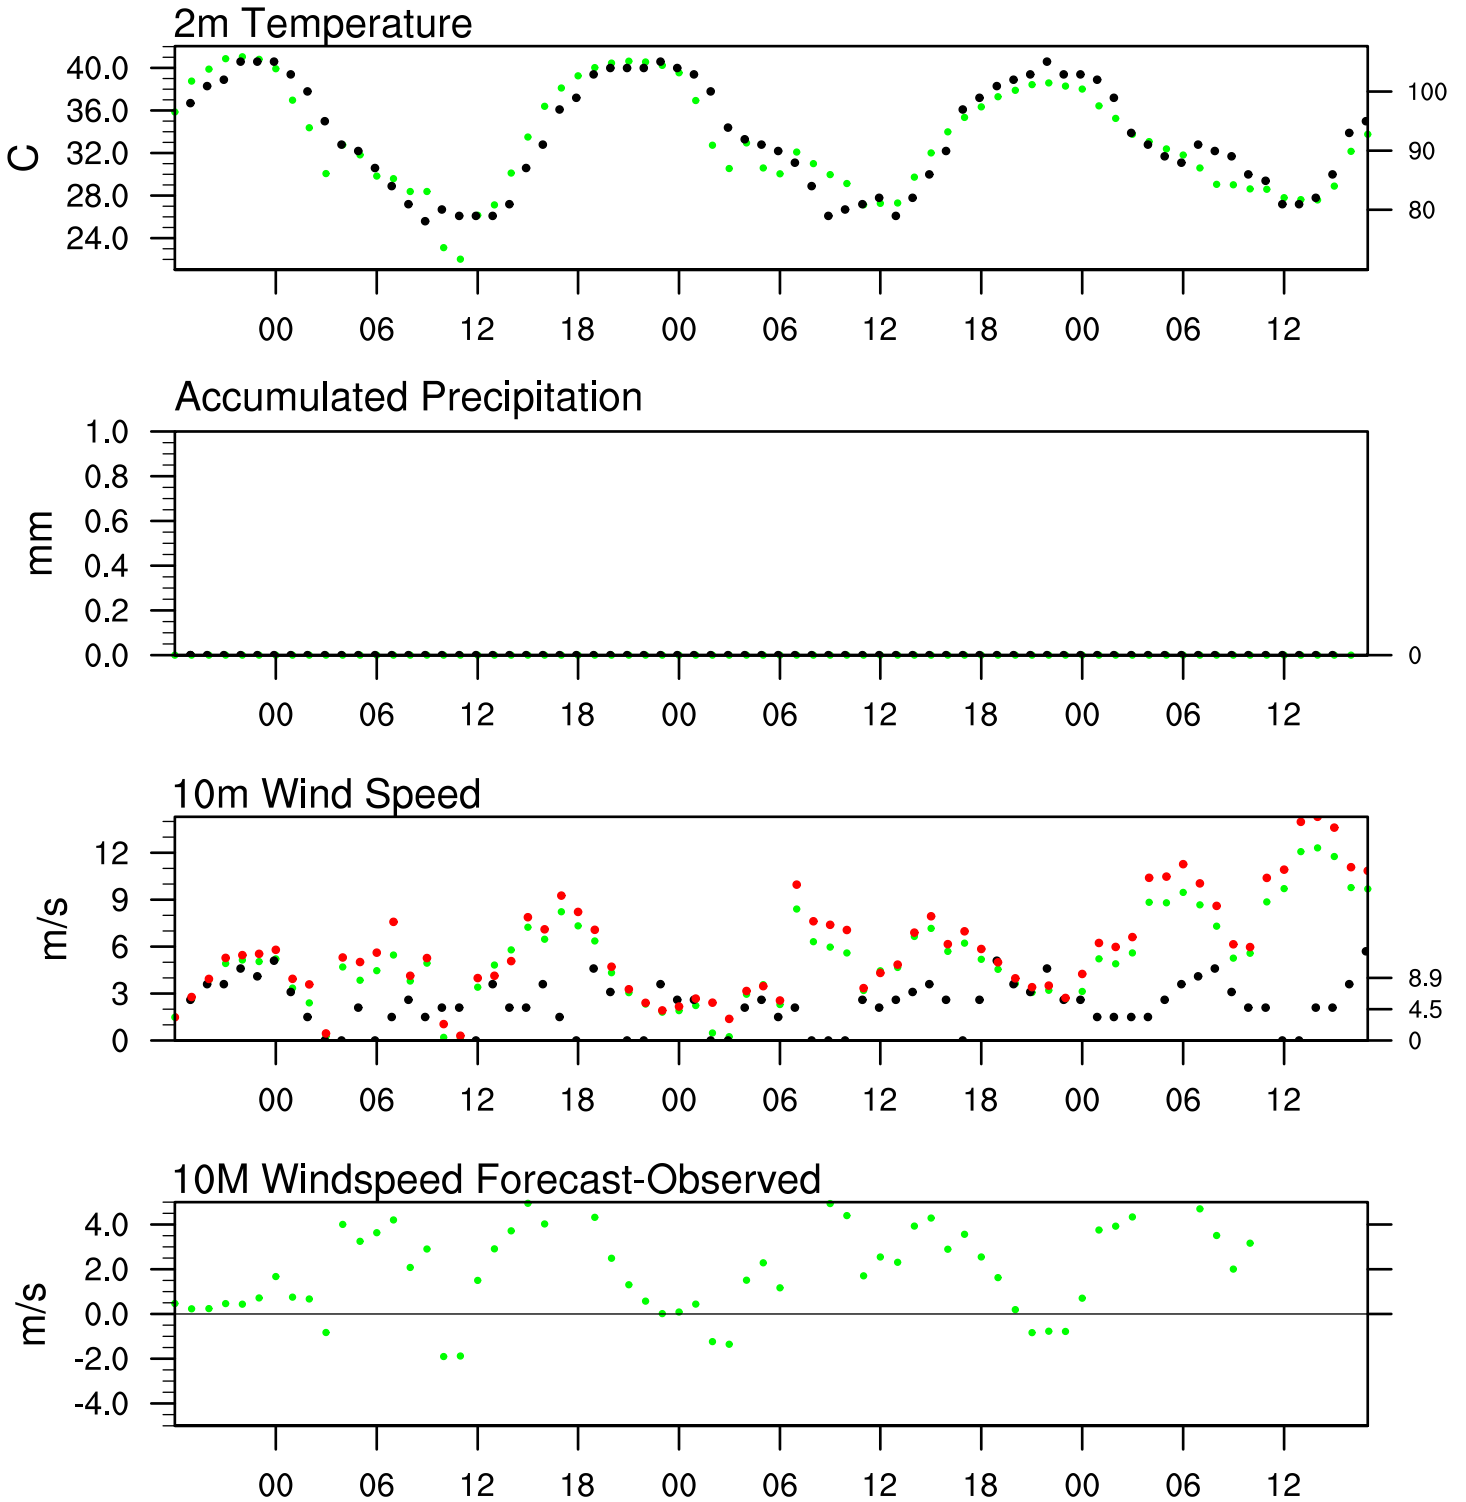 2m Temperature
C
40.0
36.0
32.0
28.0
24.0
100
90
80
00 06 12 18 00 06 12 18 00 06 12
Accumulated Precipitation
mm
1.0
0.8
0.6
0.4
0.2
0.0
0
00 06 12 18 00 06 12 18 00 06 12
10m Wind Speed
m/s
12
9
6
3
0
8.9
4.5
0
00 06 12 18 00 06 12 18 00 06 12
10M Windspeed Forecast-Observed
m/s
4.0
2.0
0.0
-2.0
-4.0
00 06 12 18 00 06 12 18 00 06 12